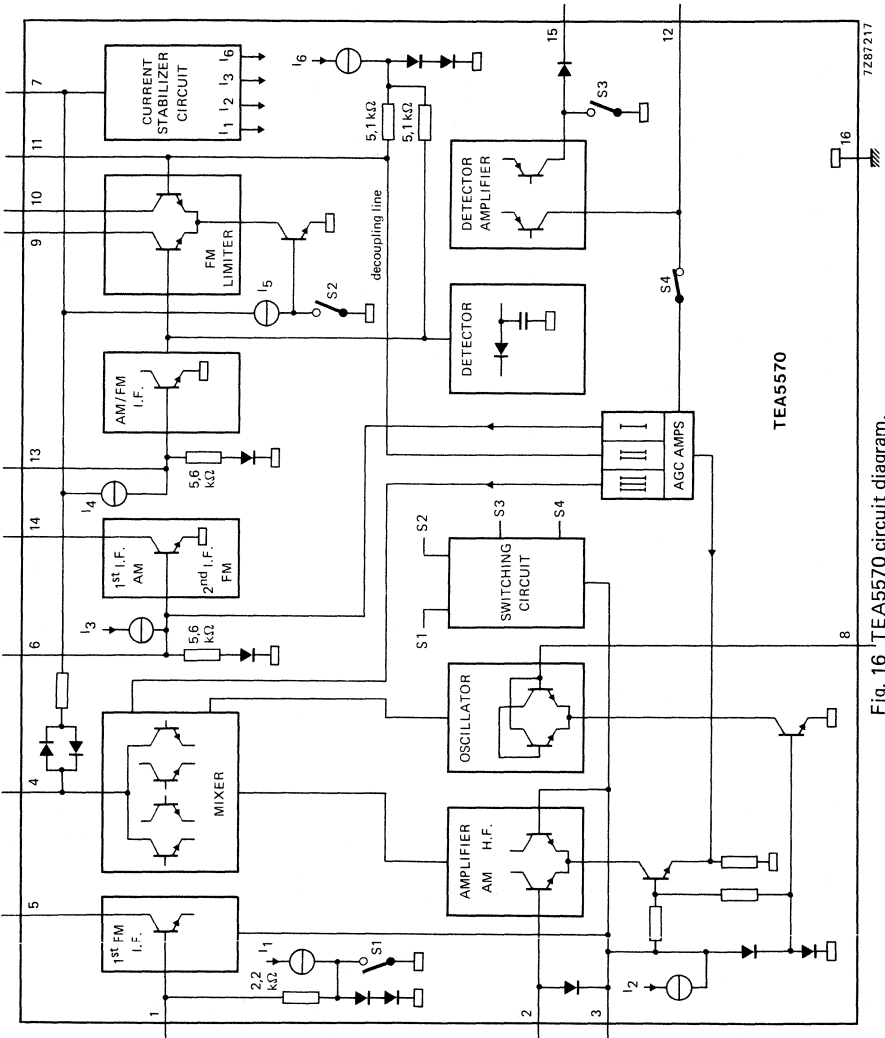 1
5
4
6
14
13
9
10
11
7
1st FM
I.F.
MIXER
I3
5,6
kΩ
1st I.F.
AM
2nd I.F.
FM
I4
5,6
kΩ
AM/FM
I.F.
I5
S2
FM
LIMITER
decoupling line
CURRENT
STABILIZER
CIRCUIT
I1 I2 I3 I6
I6
5,1 kΩ
5,1 kΩ
2,2
kΩ
I1
S1
AMPLIFIER
AM H.F.
OSCILLATOR
S1 S2
SWITCHING
CIRCUIT
S3
S4
III II I
AGC AMPS
DETECTOR
DETECTOR
AMPLIFIER
S3
S4
15
12
2
3
I2
8
16
TEA5570
7Z87217
Fig. 16 TEA5570 circuit diagram.